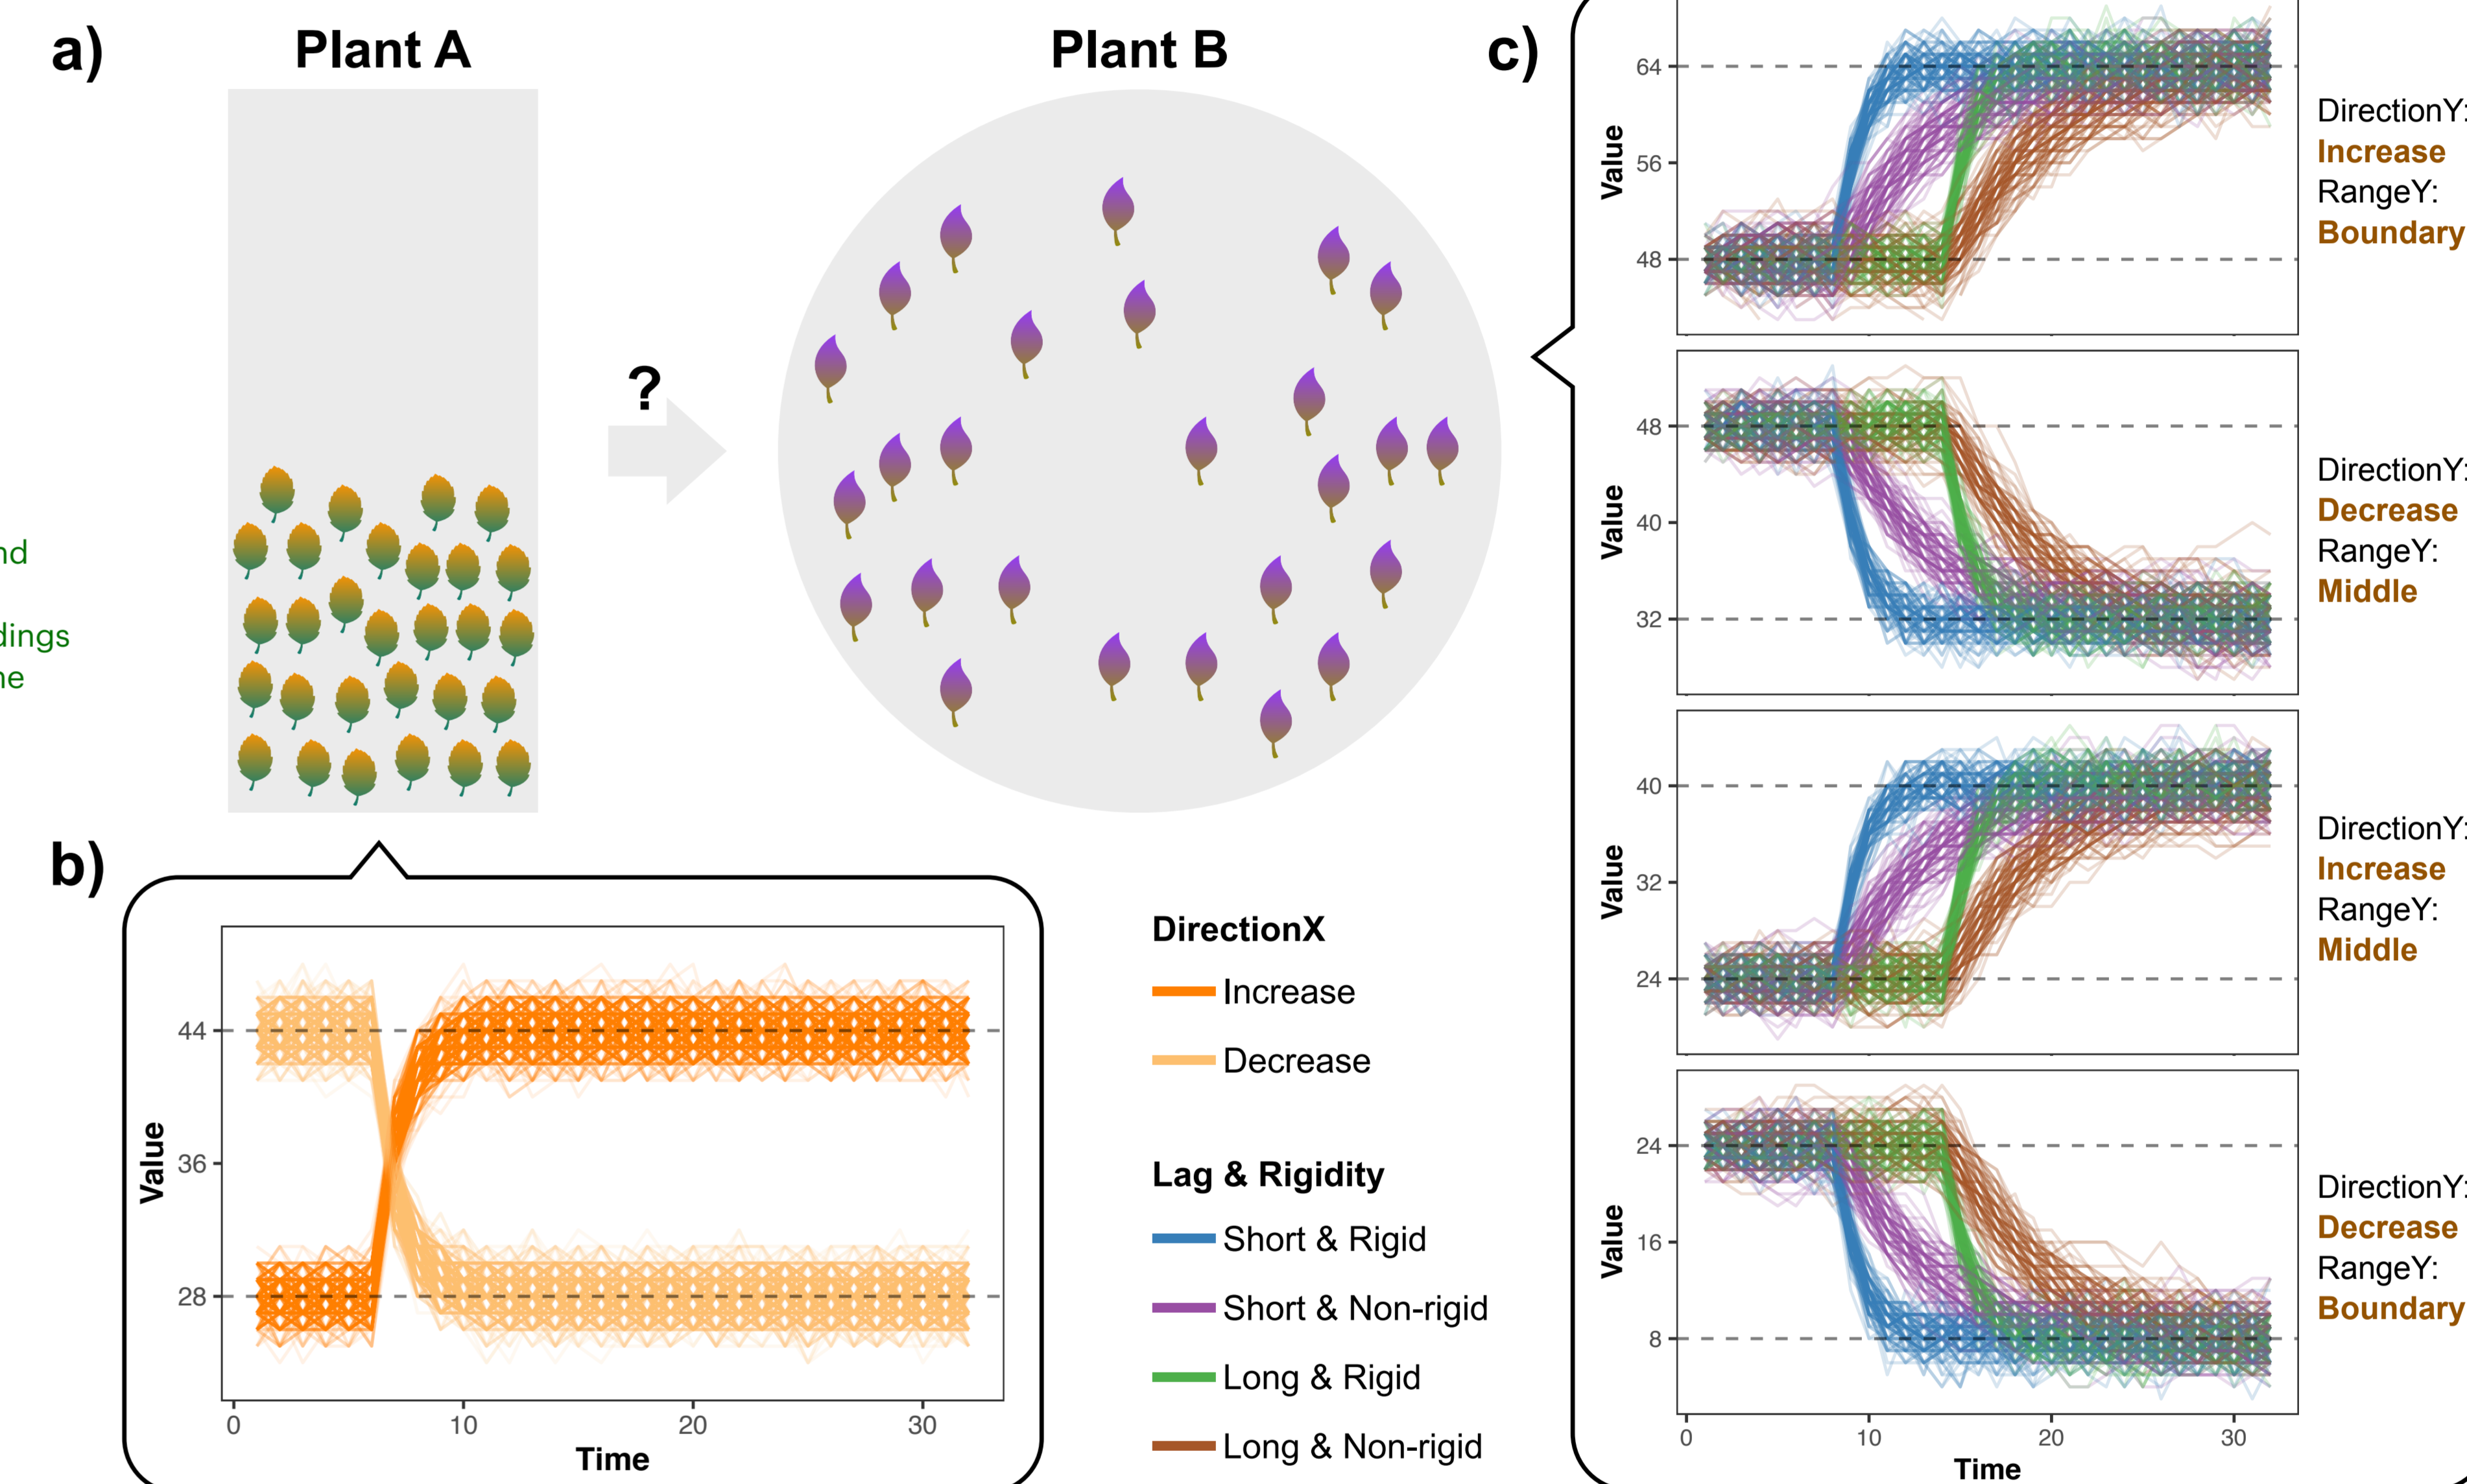 a)
Plant A
Plant B
?
nd
dings
ne
b)
Value
44
36
28
0
10
20
30
Time
DirectionX
Increase
Decrease
Lag & Rigidity
Short & Rigid
Short & Non-rigid
Long & Rigid
Long & Non-rigid
c)
Value
64
56
48
DirectionY:
Increase
RangeY:
Boundary
Value
48
40
32
DirectionY:
Decrease
RangeY:
Middle
Value
40
32
24
DirectionY:
Increase
RangeY:
Middle
Value
24
16
8
DirectionY:
Decrease
RangeY:
Boundary
0
10
20
30
Time